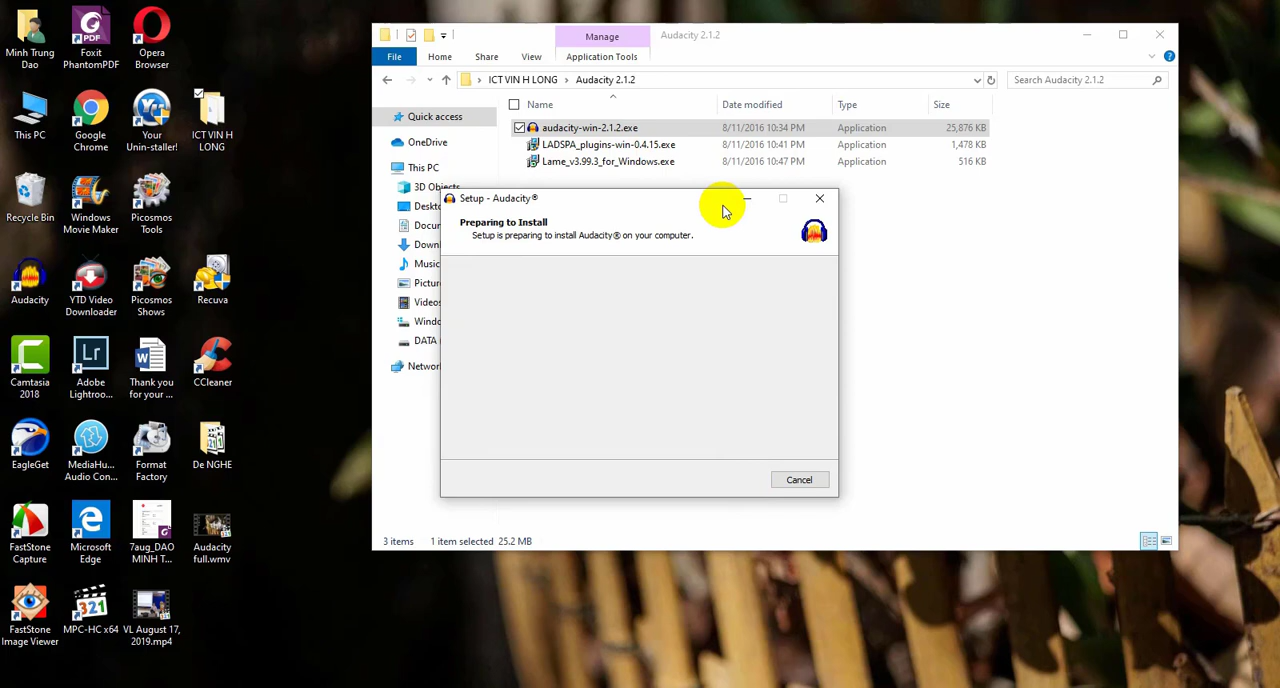 Minh Trung
Dao
Foxit
PhantomPDF
Opera
Browser
This PC
Google
Chrome
Your
Unin-staller!
ICT VIN H
LONG
Recycle Bin
Windows
Movie Maker
Picosmos
Tools
Audacity
YTD Video
Downloader
Picosmos
Shows
Recuva
Camtasia
2018
Adobe
Lightroo...
Thank you
for your ...
CCleaner
EagleGet
MediaHu...
Audio Con...
Format
Factory
De NGHE
FastStone
Capture
Microsoft
Edge
7aug_DAO
MINH T...
Audacity
full.wmv
FastStone
Image Viewer
MPC-HC x64
VL August 17,
2019.mp4
Manage
Audacity 2.1.2
File
Home
Share
View
Application Tools
ICT VIN H LONG > Audacity 2.1.2
Search Audacity 2.1.2
Name
Date modified
Type
Size
audacity-win-2.1.2.exe 8/11/2016 10:34 PM Application 25,876 KB
LADSPA_plugins-win-0.4.15.exe 8/11/2016 10:41 PM Application 1,478 KB
Lame_v3.99.3_for_Windows.exe 8/11/2016 10:47 PM Application 516 KB
Quick access
OneDrive
This PC
3D Objects
Deskto
Docum
Downl
Music
Picture
Videos
Windo
DATA
Network
Setup - Audacity®
Preparing to Install
Setup is preparing to install Audacity® on your computer.
Cancel
3 items
1 item selected 25.2 MB